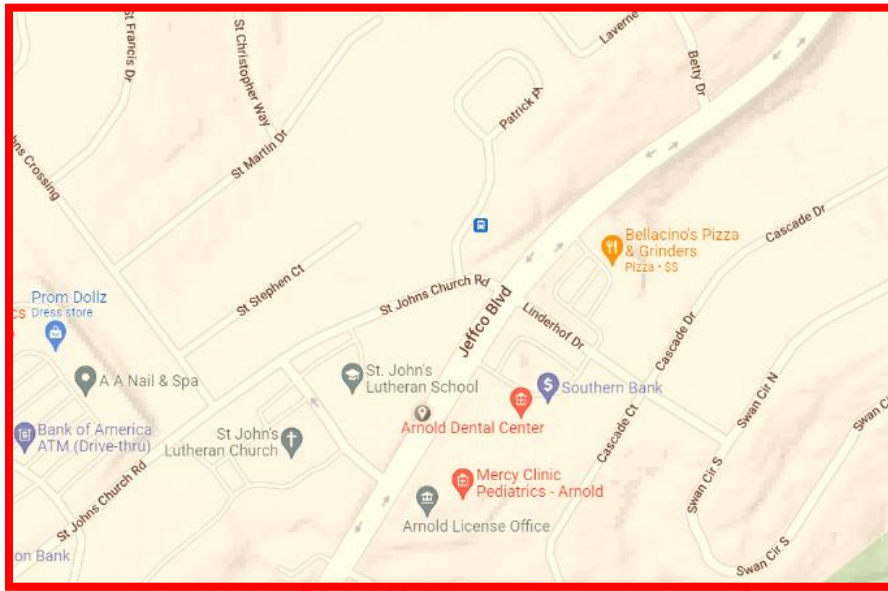 St Francis Dr
St Christopher Way
Laverne
Betty Dr
Patrick Pl
St Martin Dr
hns Crossing
Bellacino's Pizza
& Grinders
Pizza • $$
Cascade Dr
St Stephen Ct
St Johns Church Rd
Prom Dollz
Dress store
cs
Jeffco Blvd
Linderhof Dr
Cascade Dr
A A Nail & Spa
St. John's
Lutheran School
Southern Bank
Swan Cir N
Swan C
Arnold Dental Center
Cascade Ct
Bank of America
ATM (Drive-thru)
St John's
Lutheran Church
Mercy Clinic
Pediatrics - Arnold
Swan Cir S
St Johns Church Rd
Arnold License Office
on Bank
Swan Cir S